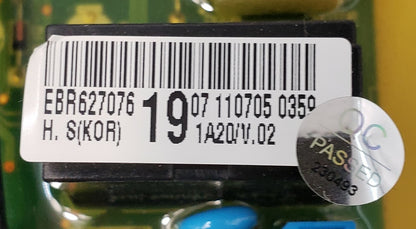 EBR627076 19 07 110705 0359
H. S(KOR) 1A20/V.02
QC
PASSED
230493